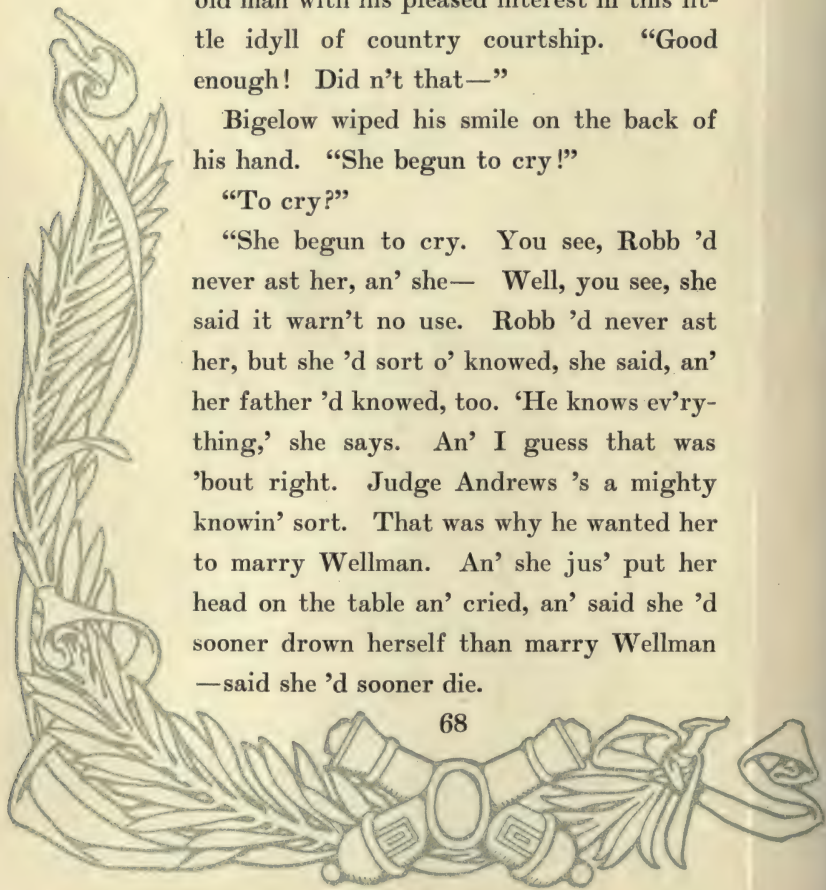 old man with his pleased interest in this lit-
tle idyll of country courtship. “Good
enough! Did n’t that—”
Bigelow wiped his smile on the back of
his hand. “She begun to cry!”
“To cry?”
“She begun to cry. You see, Robb ’d
never ast her, an’ she— Well, you see, she
said it warn’t no use. Robb ’d never ast
her, but she ’d sort o’ knowed, she said, an’
her father ’d knowed, too. ‘He knows ev’ry-
thing,’ she says. An’ I guess that was
’bout right. Judge Andrews ’s a mighty
knowin’ sort. That was why he wanted her
to marry Wellman. An’ she jus’ put her
head on the table an’ cried, an’ said she ’d
sooner drown herself than marry Wellman
—said she ’d sooner die.
68